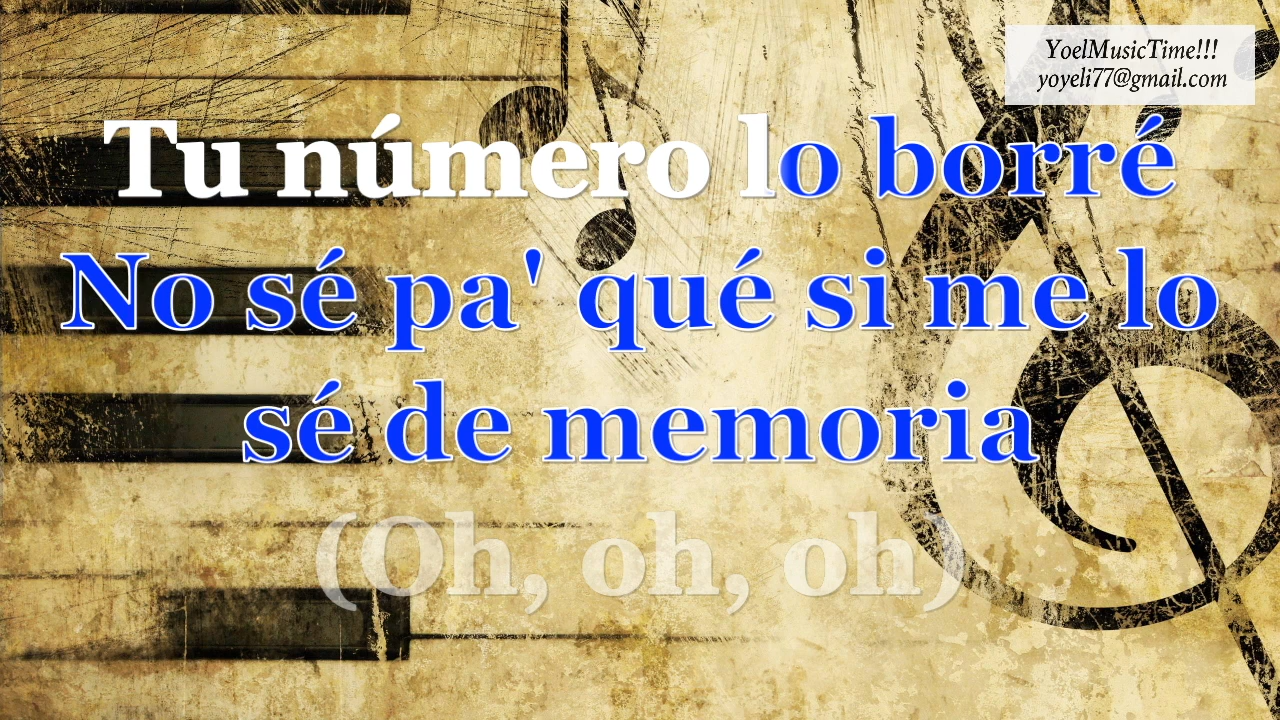 YoelMusicTime!!!
yoyeli77@gmail.com
Tu número lo borré
No sé pa' qué si me lo
sé de memoria
(Oh, oh, oh)